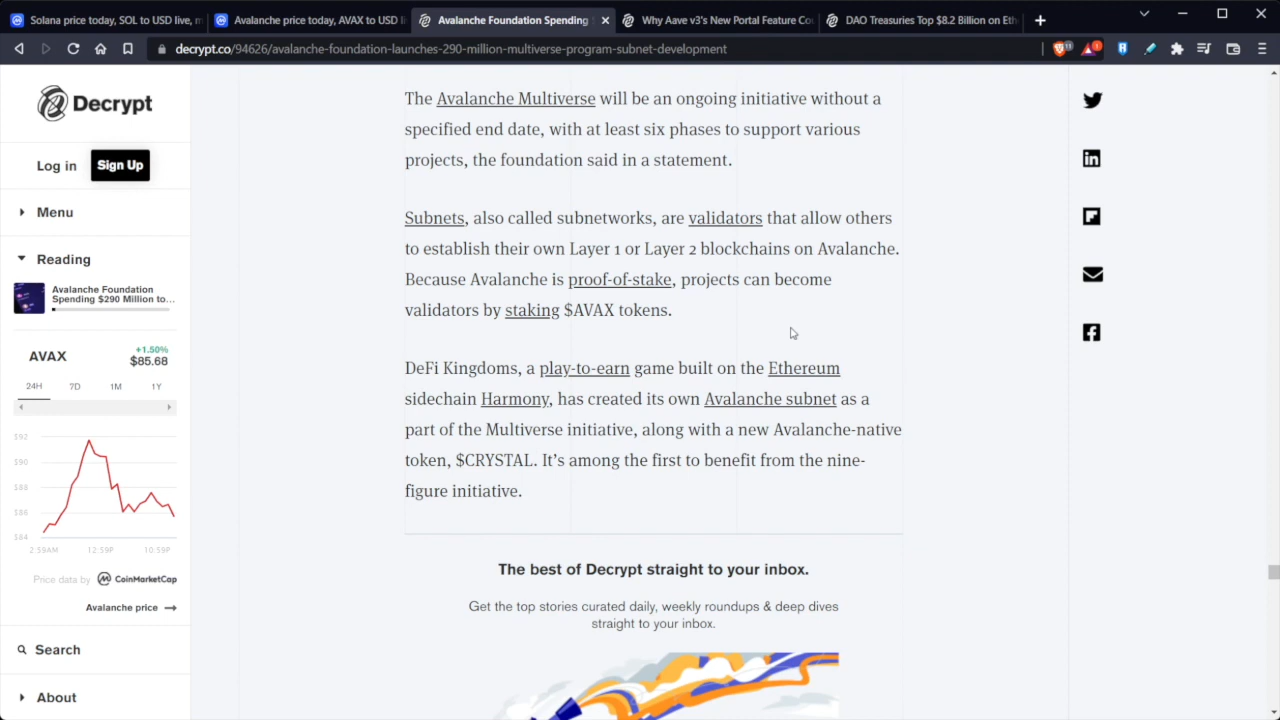 Solana price today, SOL to USD live, m
Avalanche price today, AVAX to USD li
Avalanche Foundation Spending
Why Aave v3's New Portal Feature Cou
DAO Treasuries Top $8.2 Billion on Eth
decrypt.co/94626/avalanche-foundation-launches-290-million-multiverse-program-subnet-development
11
1
Decrypt
Log in
Sign Up
Menu
Reading
Avalanche Foundation
Spending $290 Million to...
AVAX
+1.50%
$85.68
24H 7D 1M 1Y
$92
$90
$88
$86
$84
2:59AM 12:59P 10:59P
Price data by CoinMarketCap
Avalanche price
Search
About
The Avalanche Multiverse will be an ongoing initiative without a
specified end date, with at least six phases to support various
projects, the foundation said in a statement.
Subnets, also called subnetworks, are validators that allow others
to establish their own Layer 1 or Layer 2 blockchains on Avalanche.
Because Avalanche is proof-of-stake, projects can become
validators by staking $AVAX tokens.
DeFi Kingdoms, a play-to-earn game built on the Ethereum
sidechain Harmony, has created its own Avalanche subnet as a
part of the Multiverse initiative, along with a new Avalanche-native
token, $CRYSTAL. It's among the first to benefit from the nine-
figure initiative.
The best of Decrypt straight to your inbox.
Get the top stories curated daily, weekly roundups & deep dives
straight to your inbox.